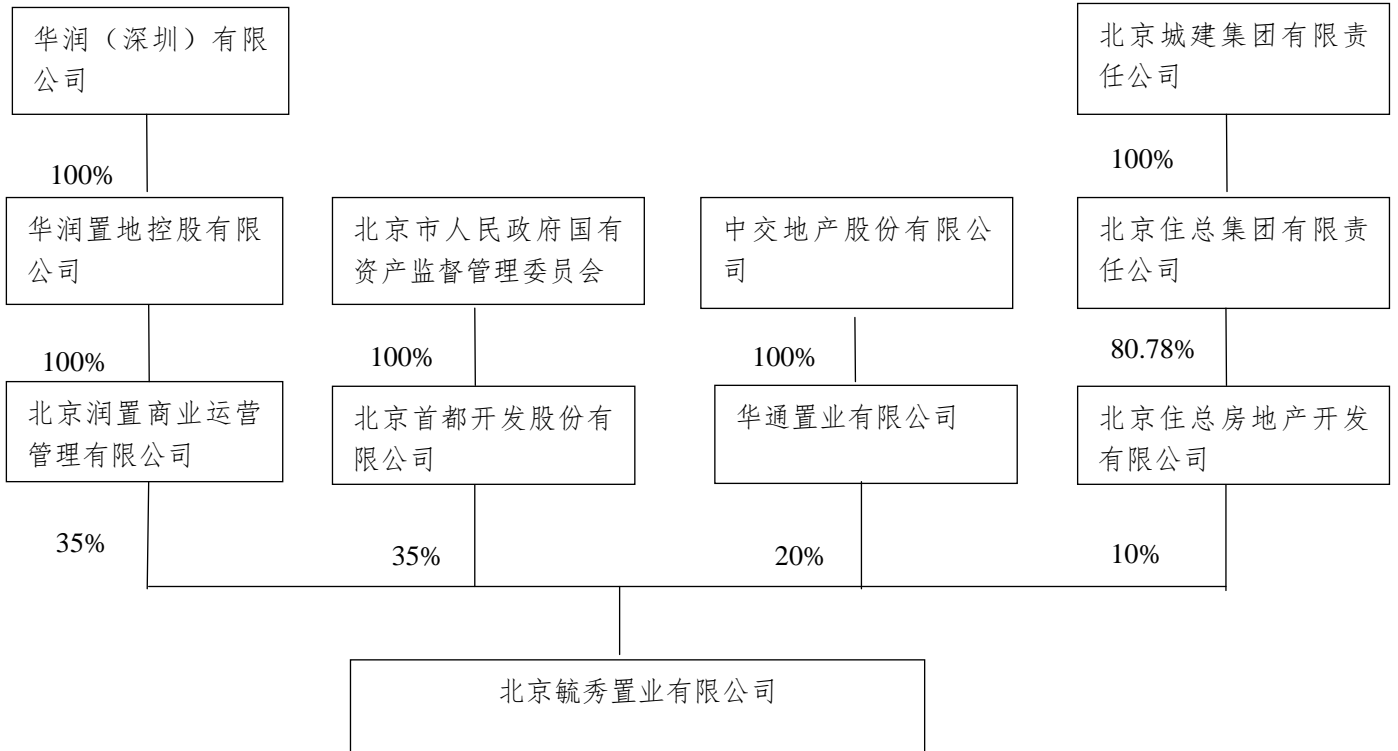 华润（深圳）有限
公司
北京城建集团有限责
任公司
100%
100%
华润置地控股有限
公司
北京市人民政府国有
资产监督管理委员会
中交地产股份有限公
司
北京住总集团有限责
任公司
100%
100%
100%
80.78%
北京润置商业运营
管理有限公司
北京首都开发股份有
限公司
华通置业有限公司
北京住总房地产开发
有限公司
35%
35%
20%
10%
北京毓秀置业有限公司